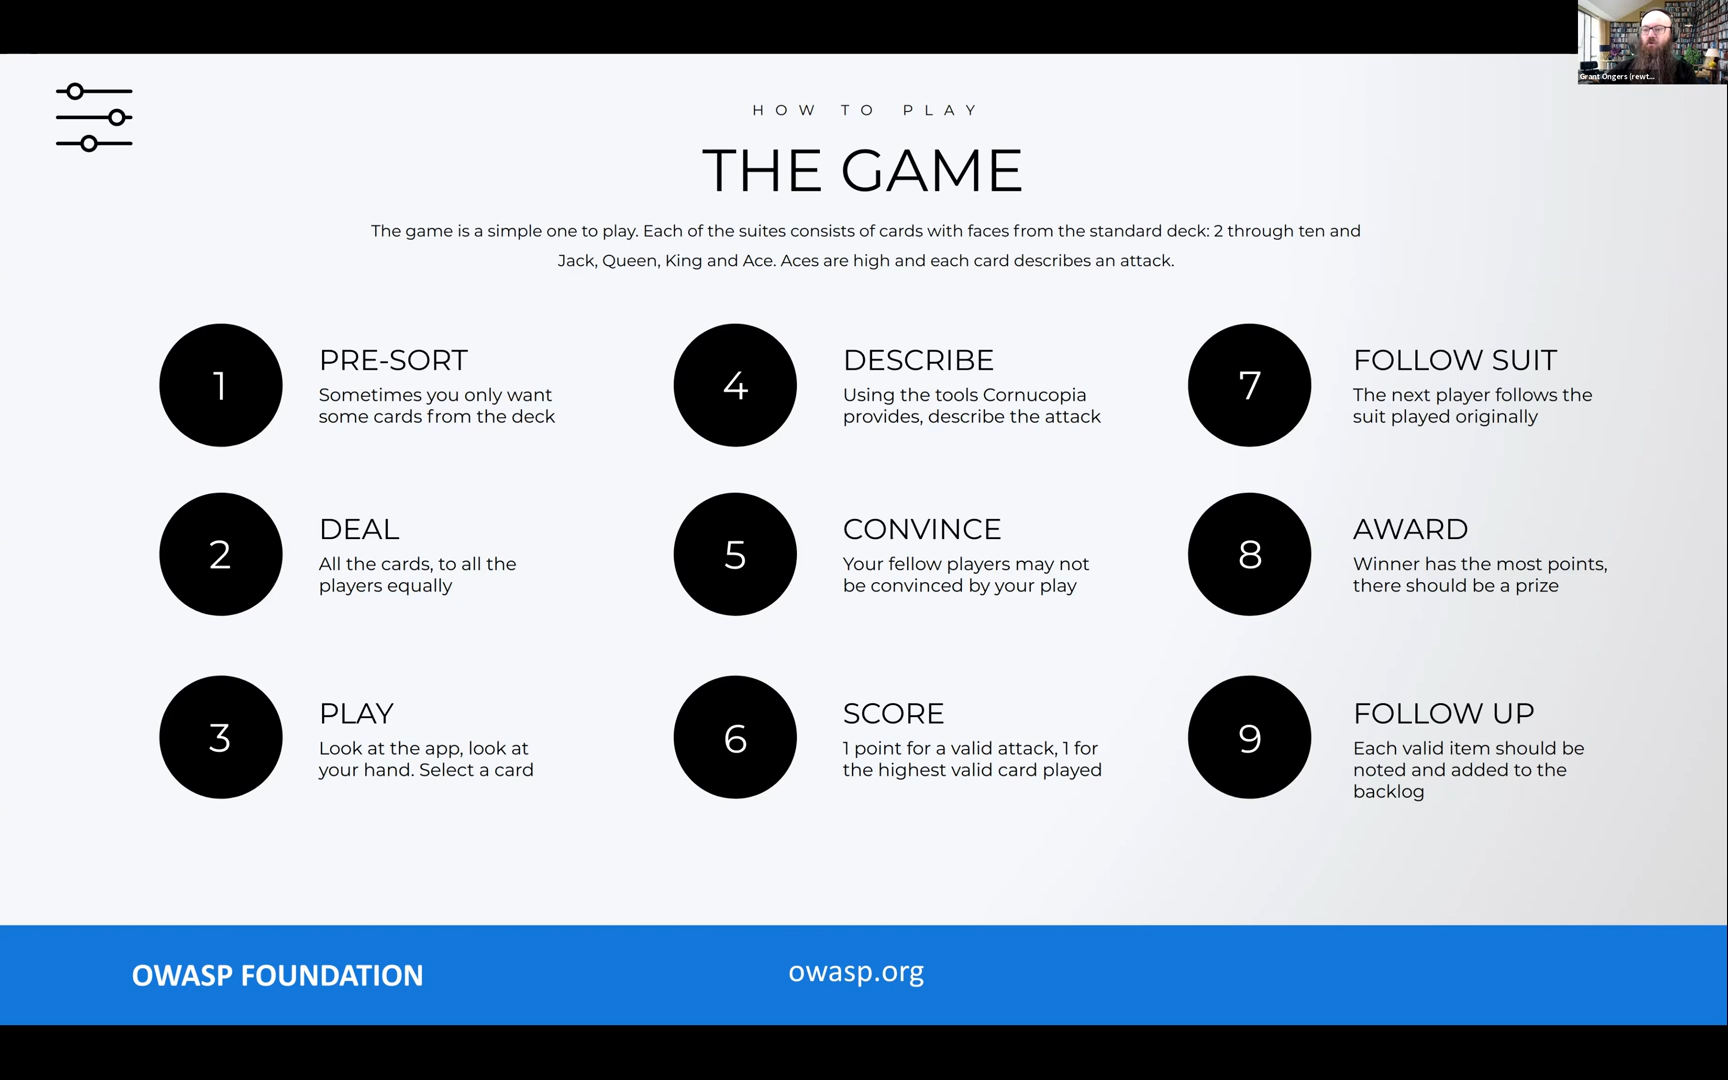 Grant Ongers (rewt...
HOW TO PLAY
THE GAME
The game is a simple one to play. Each of the suites consists of cards with faces from the standard deck: 2 through ten and
Jack, Queen, King and Ace. Aces are high and each card describes an attack.
1
PRE-SORT
Sometimes you only want
some cards from the deck
2
DEAL
All the cards, to all the
players equally
3
PLAY
Look at the app, look at
your hand. Select a card
4
DESCRIBE
Using the tools Cornucopia
provides, describe the attack
5
CONVINCE
Your fellow players may not
be convinced by your play
6
SCORE
1 point for a valid attack, 1 for
the highest valid card played
7
FOLLOW SUIT
The next player follows the
suit played originally
8
AWARD
Winner has the most points,
there should be a prize
9
FOLLOW UP
Each valid item should be
noted and added to the
backlog
OWASP FOUNDATION
owasp.org